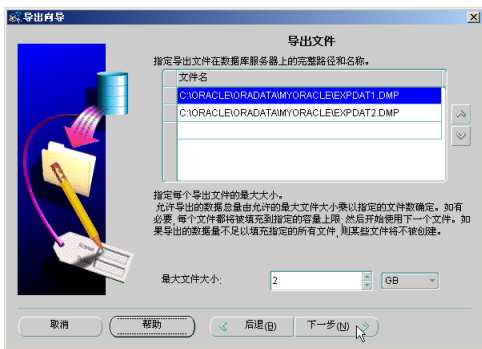 导出向导
导出文件
指定导出文件在数据库服务器上的完整路径和名称。
文件名
C:\ORACLE\ORADATA\MYORACLE\EXPDAT1.DMP
C:\ORACLE\ORADATA\MYORACLE\EXPDAT2.DMP
指定每个导出文件的最大大小。
允许导出的数据总量由允许的最大文件大小乘以指定的文件数确定。如有
必要, 每个文件都将被填充到指定的容量上限; 然后开始使用下一个文件。如
果导出的数据量不足以填充指定的所有文件, 则某些文件将不被创建。
最大文件大小: 2 GB
取消 帮助 后退(B) 下一步(N)